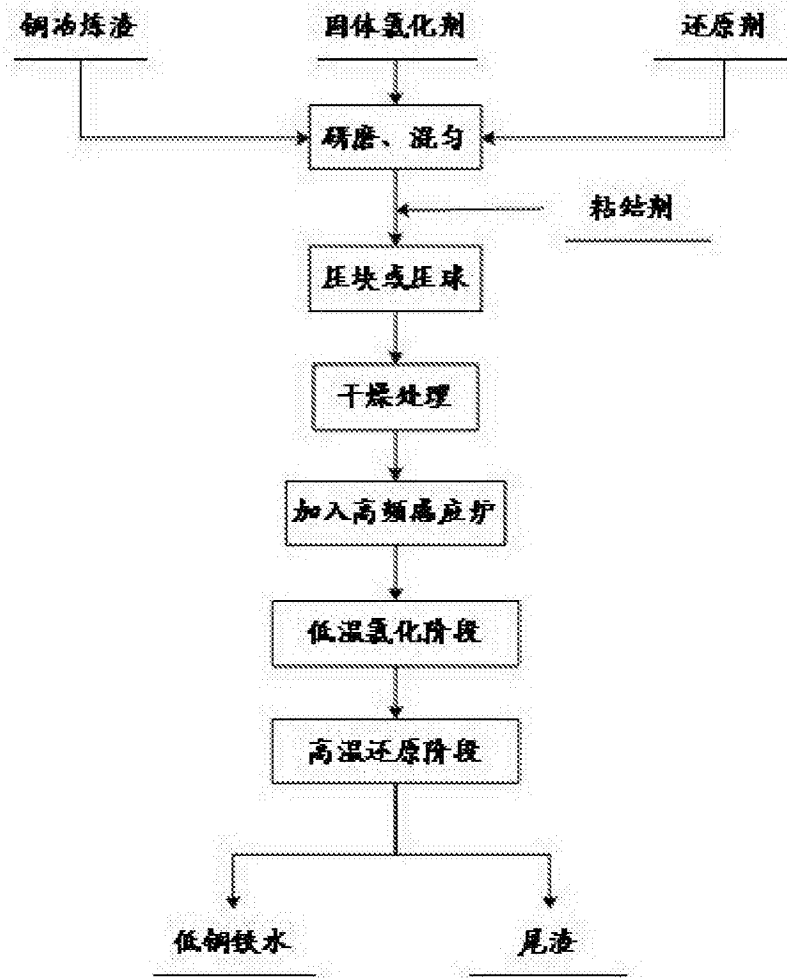 铜冶炼渣
固体氯化剂
还原剂
研磨、混匀
粘结剂
压块或压球
干燥处理
加入高频感应炉
低温氯化阶段
高温还原阶段
低铜铁水
尾渣